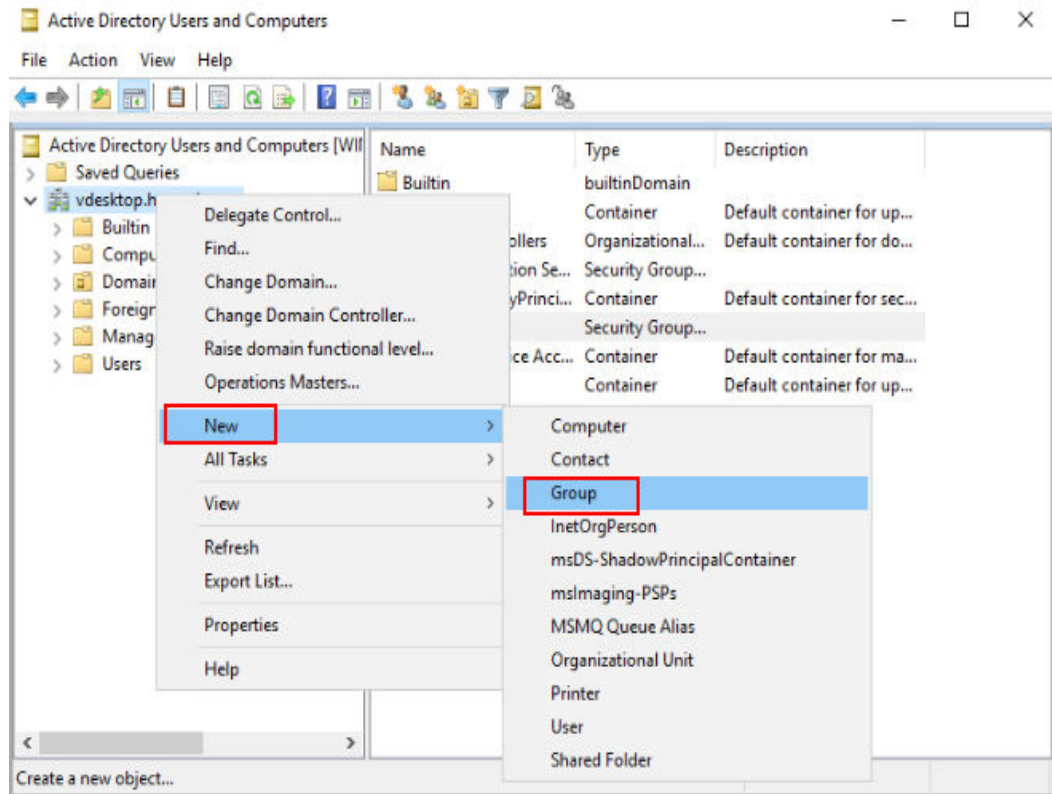 Active Directory Users and Computers
File Action View Help
Active Directory Users and Computers [WIN
Saved Queries
vdesktop.h
Builtin
Compu
Domain
Foreign
Manag
Users
Name Type Description
Builtin builtinDomain
Container Default container for up...
ollers Organizational... Default container for do...
tion Se... Security Group...
yPrinci... Container Default container for sec...
Security Group...
ce Acc... Container Default container for ma...
Container Default container for up...
Delegate Control...
Find...
Change Domain...
Change Domain Controller...
Raise domain functional level...
Operations Masters...
New
All Tasks
View
Refresh
Export List...
Properties
Help
Computer
Contact
Group
InetOrgPerson
msDS-ShadowPrincipalContainer
msImaging-PSPs
MSMQ Queue Alias
Organizational Unit
Printer
User
Shared Folder
Create a new object...